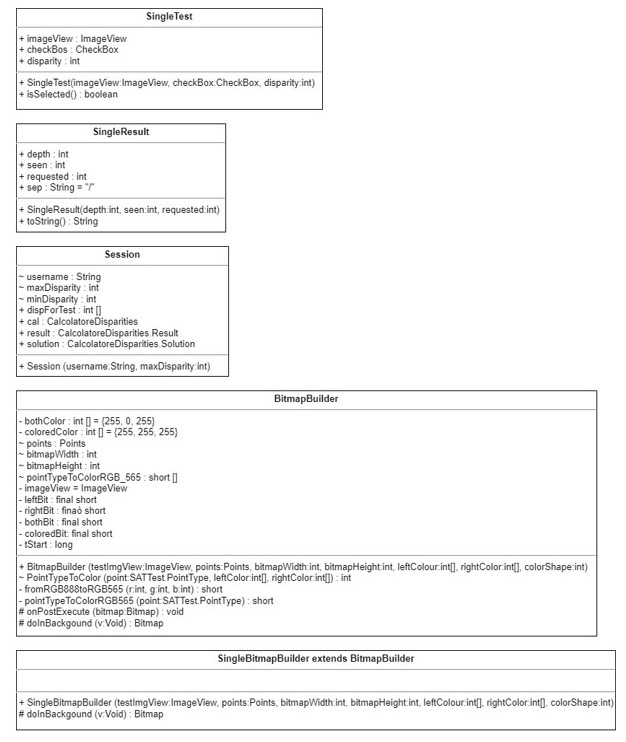 SingleTest
+ imageView : ImageView
+ checkBos : CheckBox
+ disparity : int
+ SingleTest(imageView:ImageView, checkBox:CheckBox, disparity:int)
+ isSelected() : boolean
SingleResult
+ depth : int
+ seen : int
+ requested : int
+ sep : String = "/"
+ SingleResult(depth:int, seen:int, requested:int)
+ toString() : String
Session
~ username : String
~ maxDisparity : int
~ minDisparity : int
+ dispForTest : int []
+ cal : CalcolatoreDisparities
+ result : CalcolatoreDisparities.Result
+ solution : CalcolatoreDisparities.Solution
+ Session (username:String, maxDisparity:int)
BitmapBuilder
- bothColor : int [] = {255, 0, 255}
- coloredColor : int [] = {255, 255, 255}
~ points : Points
~ bitmapWidth : int
~ bitmapHeight : int
~ pointTypeToColorRGB_565 : short []
- imageView = ImageView
- leftBit : final short
- rightBit : finaò short
- bothBit : final short
- coloredBit: final short
- tStart : long
+ BitmapBuilder (testImgView:ImageView, points:Points, bitmapWidth:int, bitmapHeight:int, leftColour:int[], rightColor:int[], colorShape:int)
~ PointTypeToColor (point:SATTest.PointType, leftColor:int[], rightColor:int[]) : int
- fromRGB888toRGB565 (r:int, g:int, b:int) : short
- pointTypeToColorRGB565 (point:SATTest.PointType) : short
# onPostExecute (bitmap:Bitmap) : void
# doInBackgound (v:Void) : Bitmap
SingleBitmapBuilder extends BitmapBuilder
+ SingleBitmapBuilder (testImgView:ImageView, points:Points, bitmapWidth:int, bitmapHeight:int, leftColour:int[], rightColor:int[], colorShape:int)
# doInBackgound (v:Void) : Bitmap